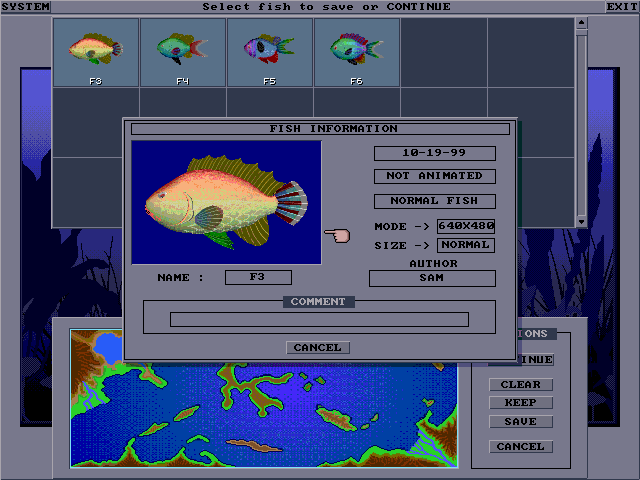 SYSTEM Select fish to save or CONTINUE EXIT
F3 F4 F5 F6
FISH INFORMATION
10-19-99
NOT ANIMATED
NORMAL FISH
MODE -> 640X480
SIZE -> NORMAL
AUTHOR
NAME : F3 SAM
COMMENT
CANCEL
IONS
INUE
CLEAR
KEEP
SAVE
CANCEL